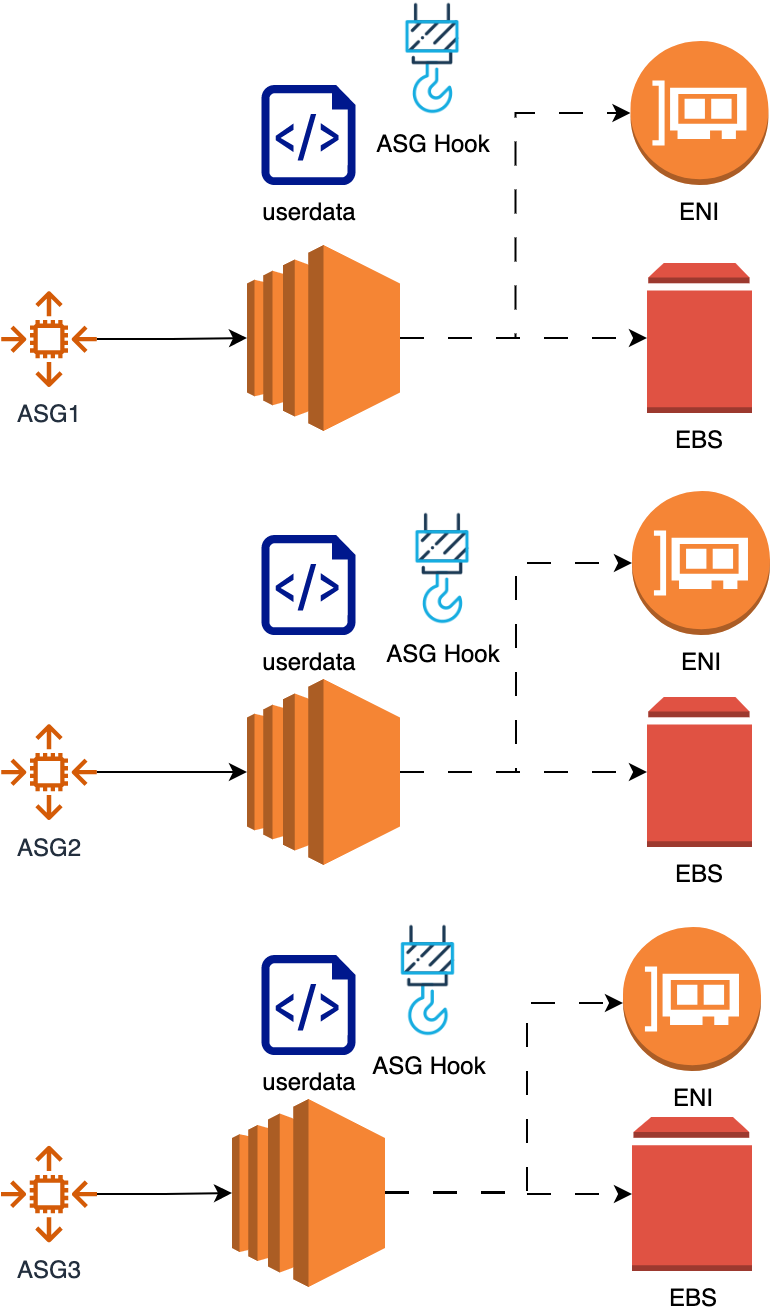 ASG Hook
userdata
ENI
ASG1
EBS
userdata
ASG Hook
ENI
ASG2
EBS
userdata
ASG Hook
ENI
ASG3
EBS